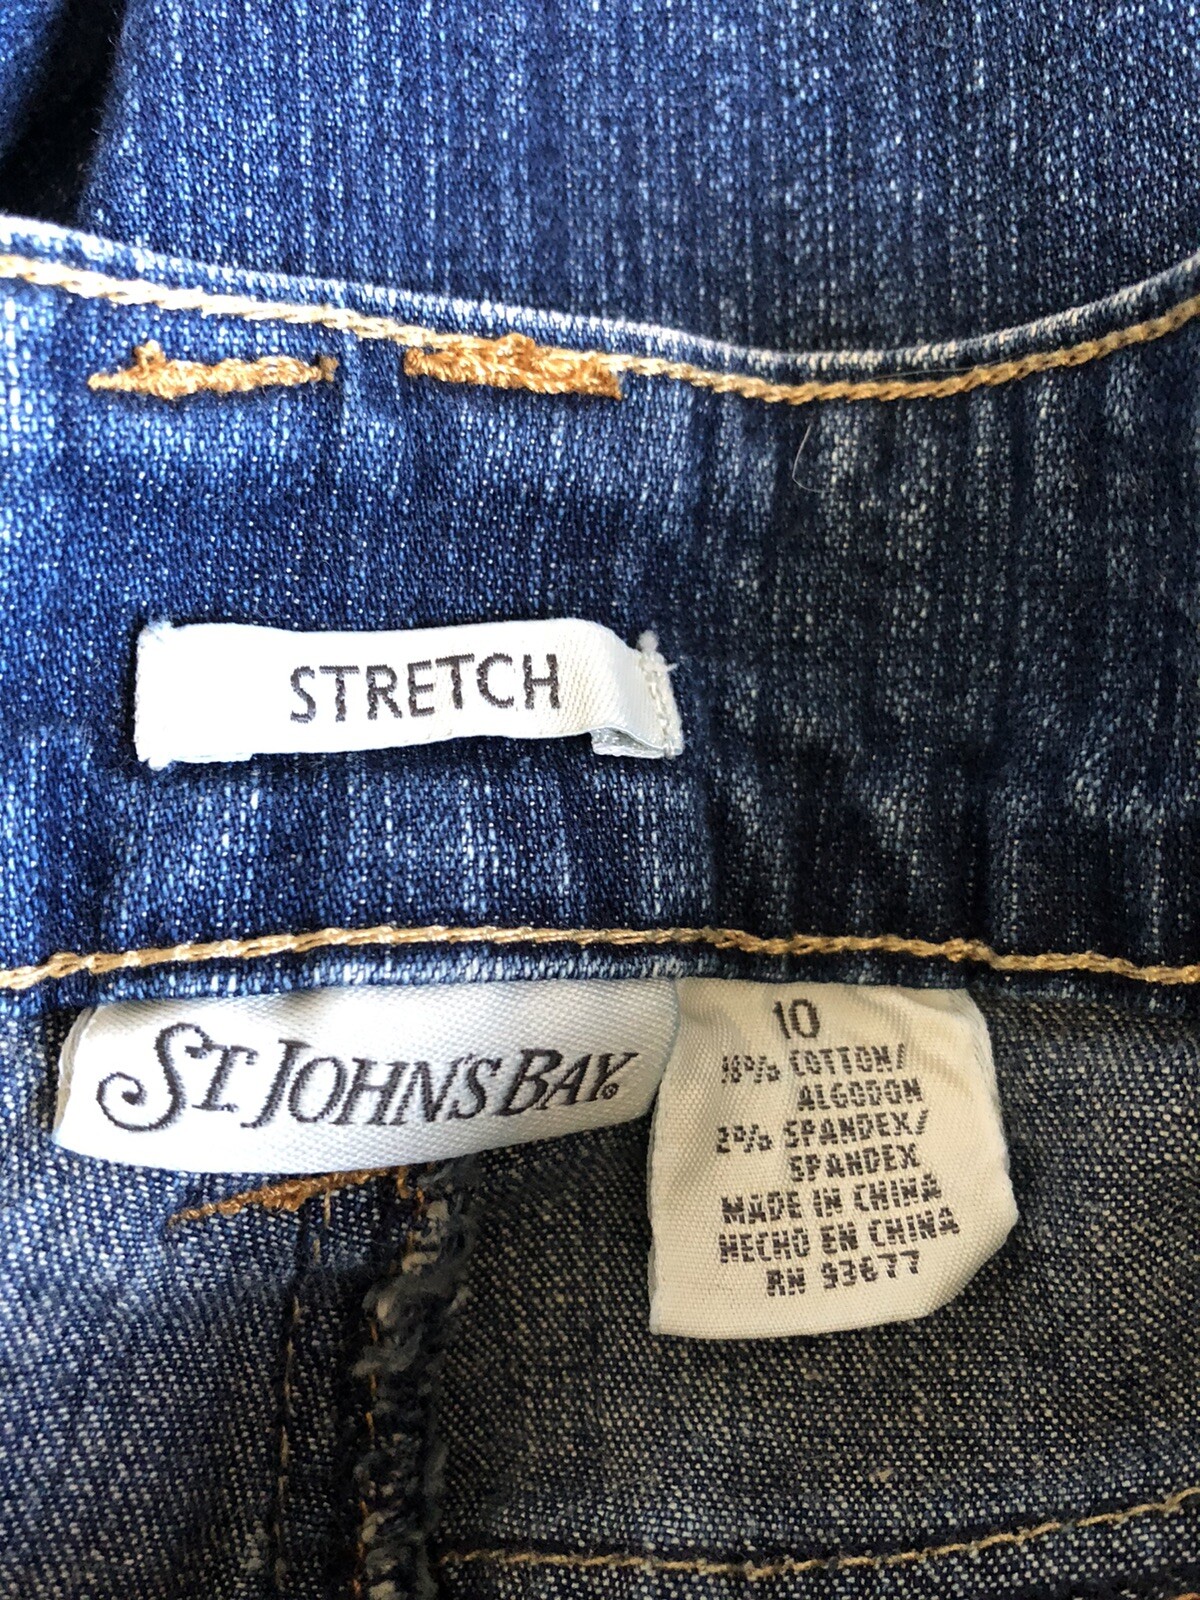 STRETCH
ST. JOHN'S BAY®
10
98% COTTON/
ALGODON
2% SPANDEX/
SPANDEX
MADE IN CHINA
HECHO EN CHINA
RN 93677